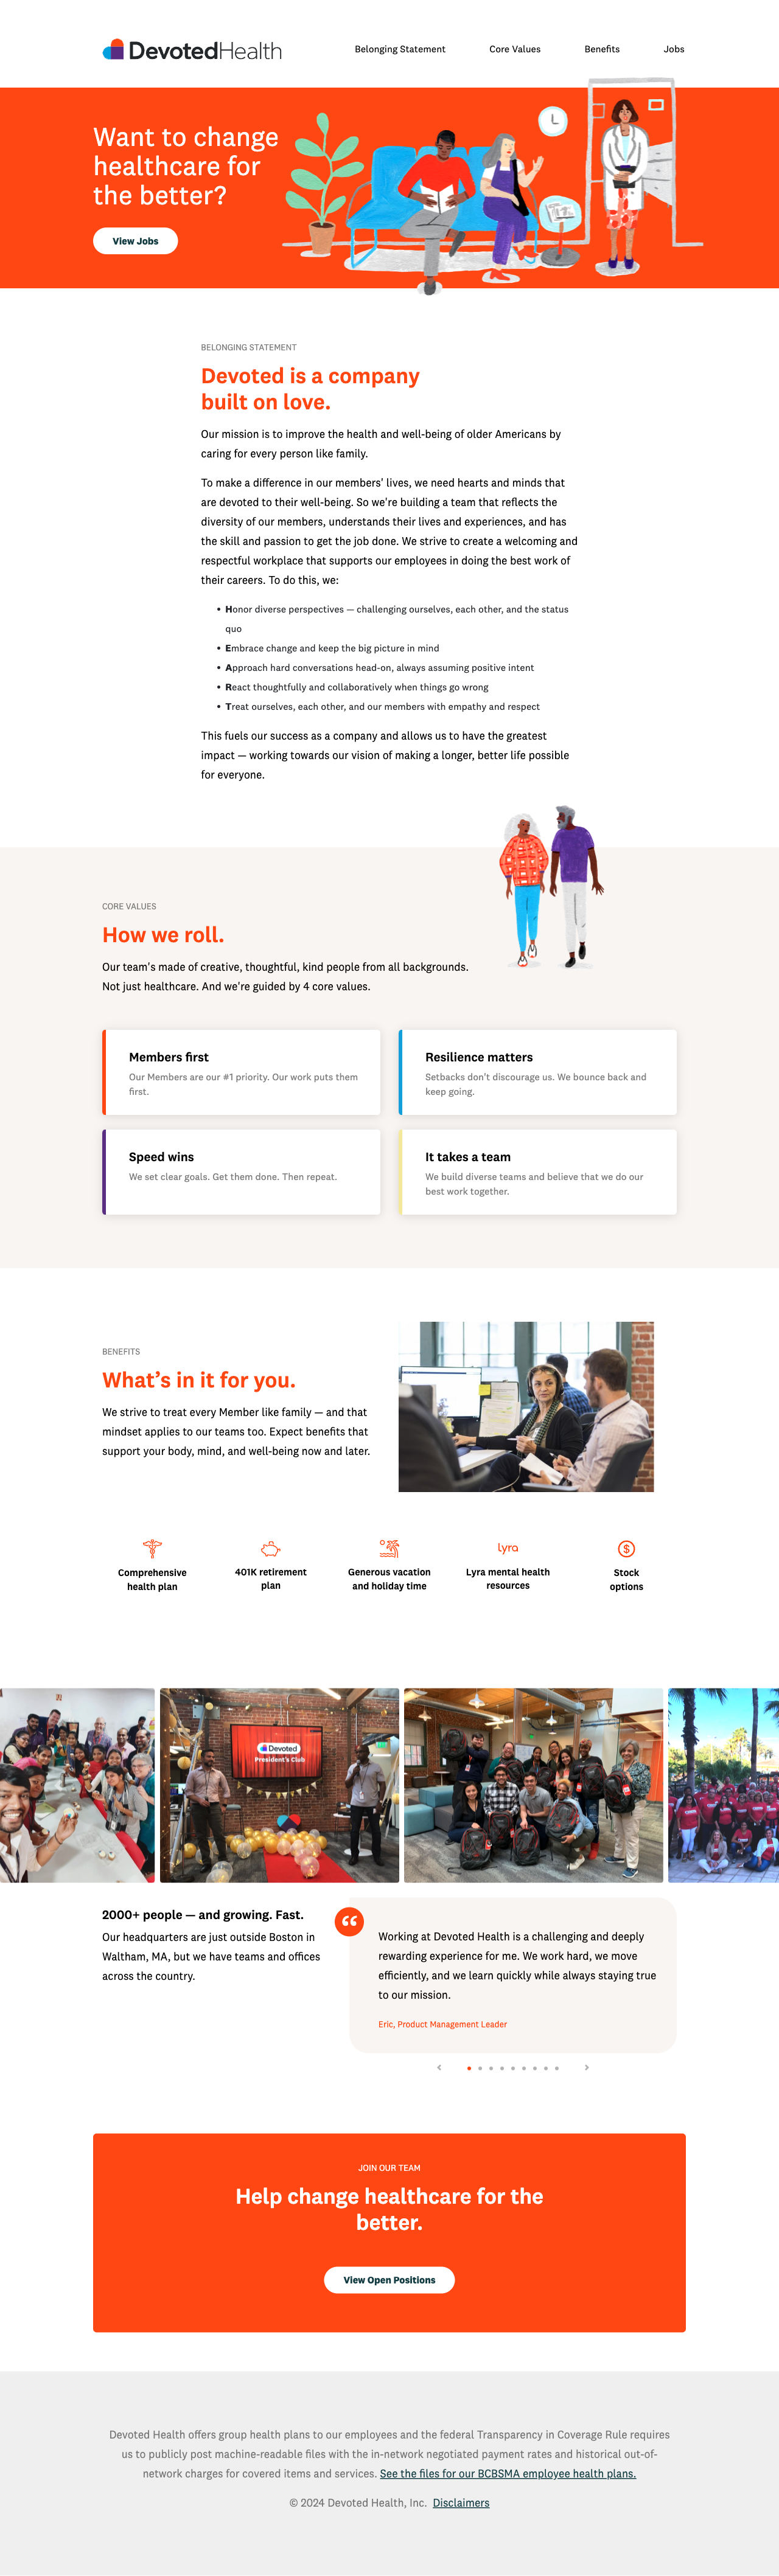 DevotedHealth
Belonging Statement
Core Values
Benefits
Jobs
Want to change
healthcare for
the better?
View Jobs
BELONGING STATEMENT
Devoted is a company
built on love.
Our mission is to improve the health and well-being of older Americans by
caring for every person like family.
To make a difference in our members' lives, we need hearts and minds that
are devoted to their well-being. So we're building a team that reflects the
diversity of our members, understands their lives and experiences, and has
the skill and passion to get the job done. We strive to create a welcoming and
respectful workplace that supports our employees in doing the best work of
their careers. To do this, we:
• Honor diverse perspectives — challenging ourselves, each other, and the status
quo
• Embrace change and keep the big picture in mind
• Approach hard conversations head-on, always assuming positive intent
• React thoughtfully and collaboratively when things go wrong
• Treat ourselves, each other, and our members with empathy and respect
This fuels our success as a company and allows us to have the greatest
impact — working towards our vision of making a longer, better life possible
for everyone.
CORE VALUES
How we roll.
Our team's made of creative, thoughtful, kind people from all backgrounds.
Not just healthcare. And we're guided by 4 core values.
Members first
Our Members are our #1 priority. Our work puts them
first.
Resilience matters
Setbacks don't discourage us. We bounce back and
keep going.
Speed wins
We set clear goals. Get them done. Then repeat.
It takes a team
We build diverse teams and believe that we do our
best work together.
BENEFITS
What's in it for you.
We strive to treat every Member like family — and that
mindset applies to our teams too. Expect benefits that
support your body, mind, and well-being now and later.
Comprehensive
health plan
401K retirement
plan
Generous vacation
and holiday time
lyra
Lyra mental health
resources
Stock
options
Devoted
President's Club
2000+ people — and growing. Fast.
Our headquarters are just outside Boston in
Waltham, MA, but we have teams and offices
across the country.
Working at Devoted Health is a challenging and deeply
rewarding experience for me. We work hard, we move
efficiently, and we learn quickly while always staying true
to our mission.
Eric, Product Management Leader
JOIN OUR TEAM
Help change healthcare for the
better.
View Open Positions
Devoted Health offers group health plans to our employees and the federal Transparency in Coverage Rule requires
us to publicly post machine-readable files with the in-network negotiated payment rates and historical out-of-
network charges for covered items and services. See the files for our BCBSMA employee health plans.
© 2024 Devoted Health, Inc. Disclaimers